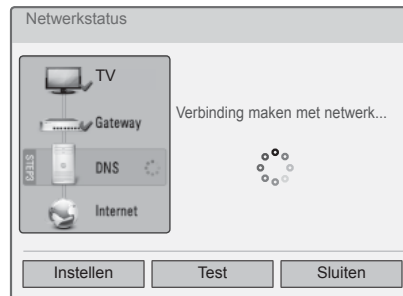 Netwerkstatus
TV
Gateway
STEP3
DNS
Internet
Verbinding maken met netwerk...
Instellen
Test
Sluiten